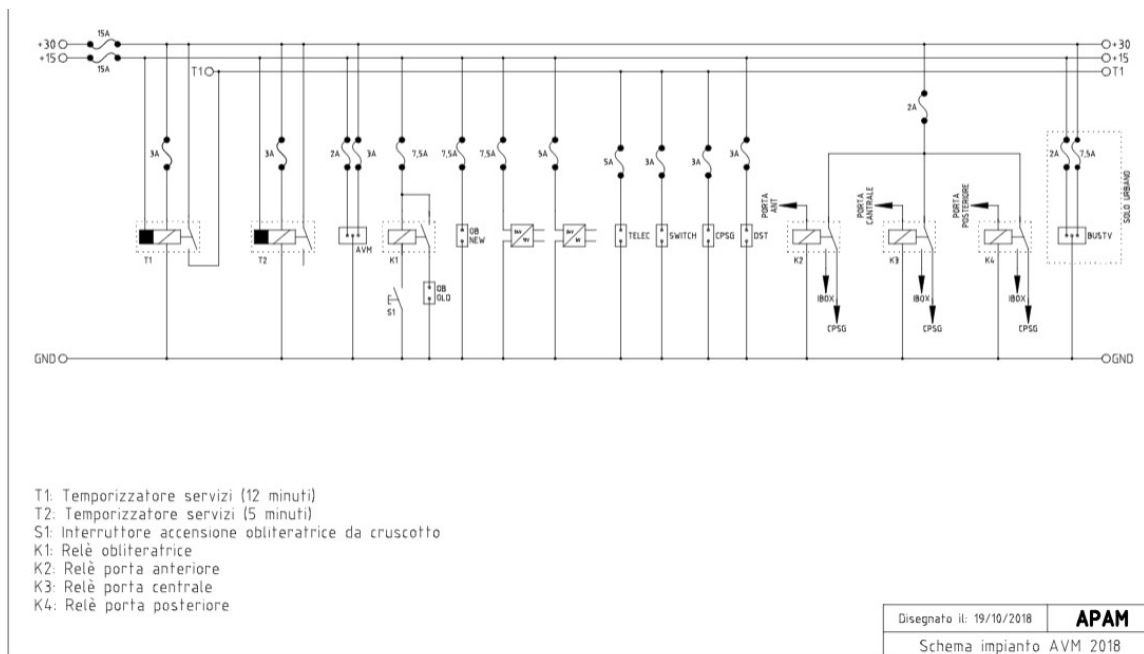 15A
+30
+15
15A
T1
+30
+15
T1
2A
3A
3A
2A
3A
7,5A
7,5A
7,5A
5A
5A
3A
3A
3A
2A
7,5A
SOLO URBANO
PORTA
ANT
PORTA
CANTRALE
PORTA
POSTERIORE
T1
T2
AVM
K1
OB
NEW
TELEC
SWITCH
CPSG
DST
K2
K3
K4
BUSTV
S1
OB
OLD
IBOX
CPSG
IBOX
CPSG
IBOX
CPSG
GND
GND
T1: Temporizzatore servizi (12 minuti)
T2: Temporizzatore servizi (5 minuti)
S1: Interruttore accensione obliteratrice da cruscotto
K1: Relè obliteratrice
K2: Relè porta anteriore
K3: Relè porta centrale
K4: Relè porta posteriore
Disegnato il: 19/10/2018
APAM
Schema impianto AVM 2018